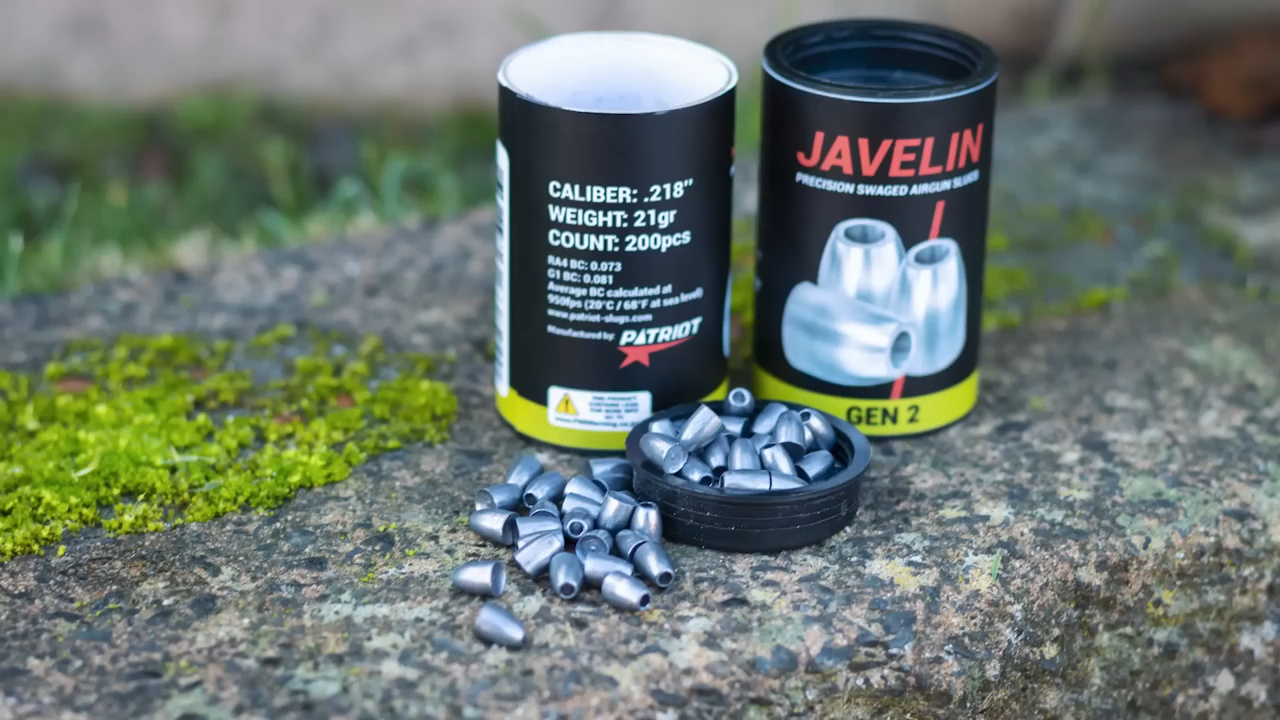 CALIBER: .218"
WEIGHT: 21gr
COUNT: 200pcs
RA4 BC: 0.073
G1 BC: 0.081
Average BC calculated at
950fps (20°C / 68°F at sea level)
www.patriot-slugs.com
Manufactured by: PATRIOT
JAVELIN
PRECISION SWAGED AIRGUN SLUGS
GEN 2